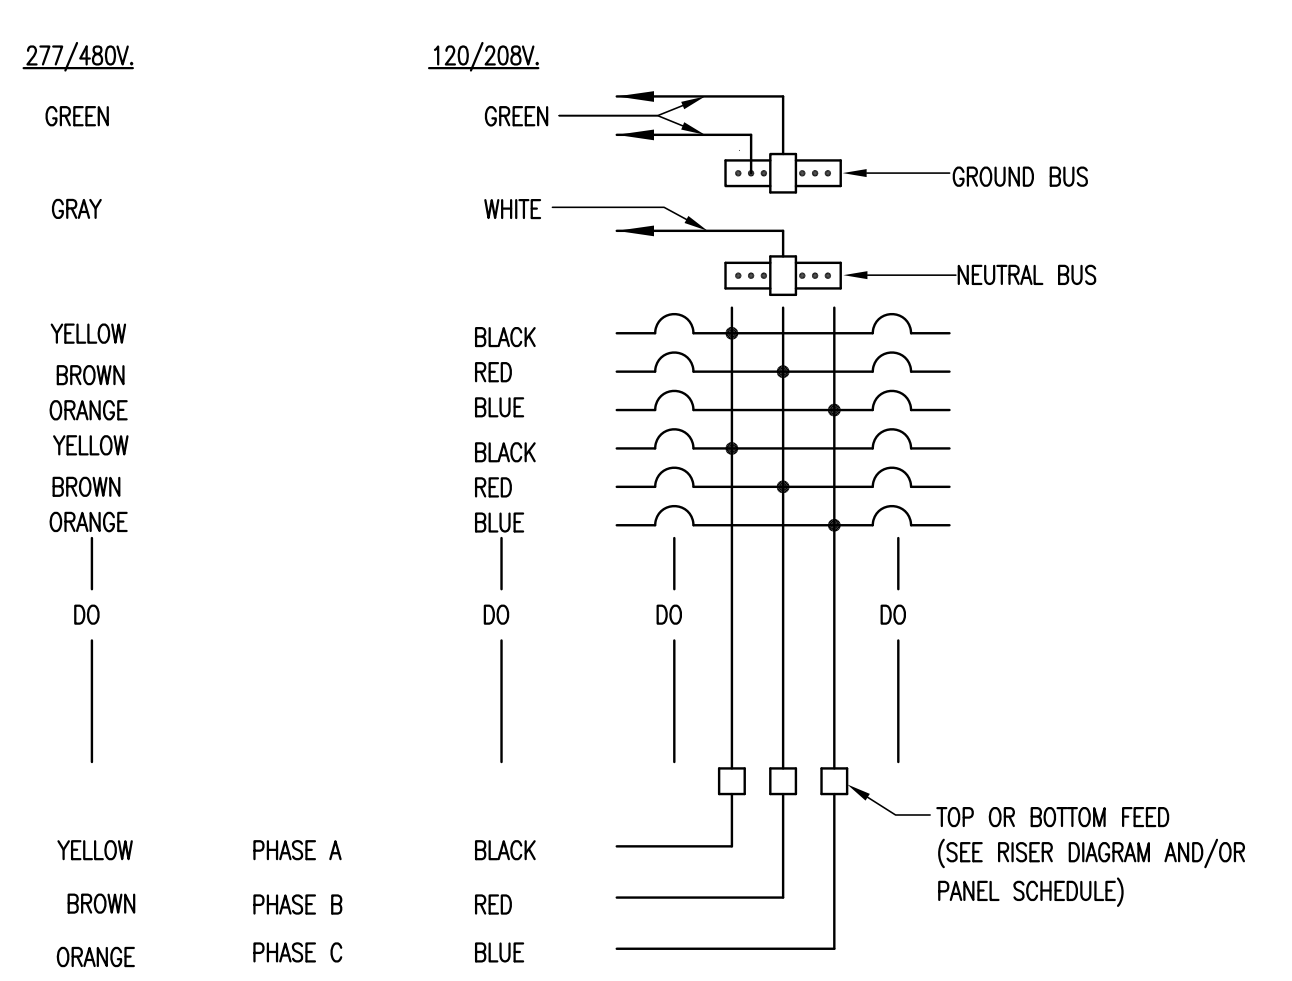 277/480V. 120/208V.
GREEN GREEN
GROUND BUS
GRAY WHITE
NEUTRAL BUS
YELLOW BLACK
BROWN RED
ORANGE BLUE
YELLOW BLACK
BROWN RED
ORANGE BLUE
DO DO DO DO
TOP OR BOTTOM FEED
(SEE RISER DIAGRAM AND/OR
PANEL SCHEDULE)
YELLOW PHASE A BLACK
BROWN PHASE B RED
ORANGE PHASE C BLUE